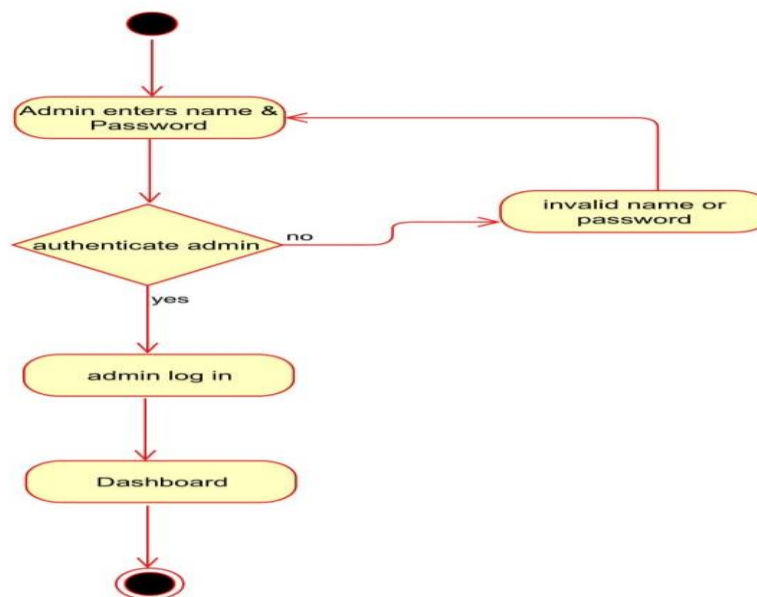 Admin enters name &
Password
authenticate admin
no
invalid name or
password
yes
admin log in
Dashboard